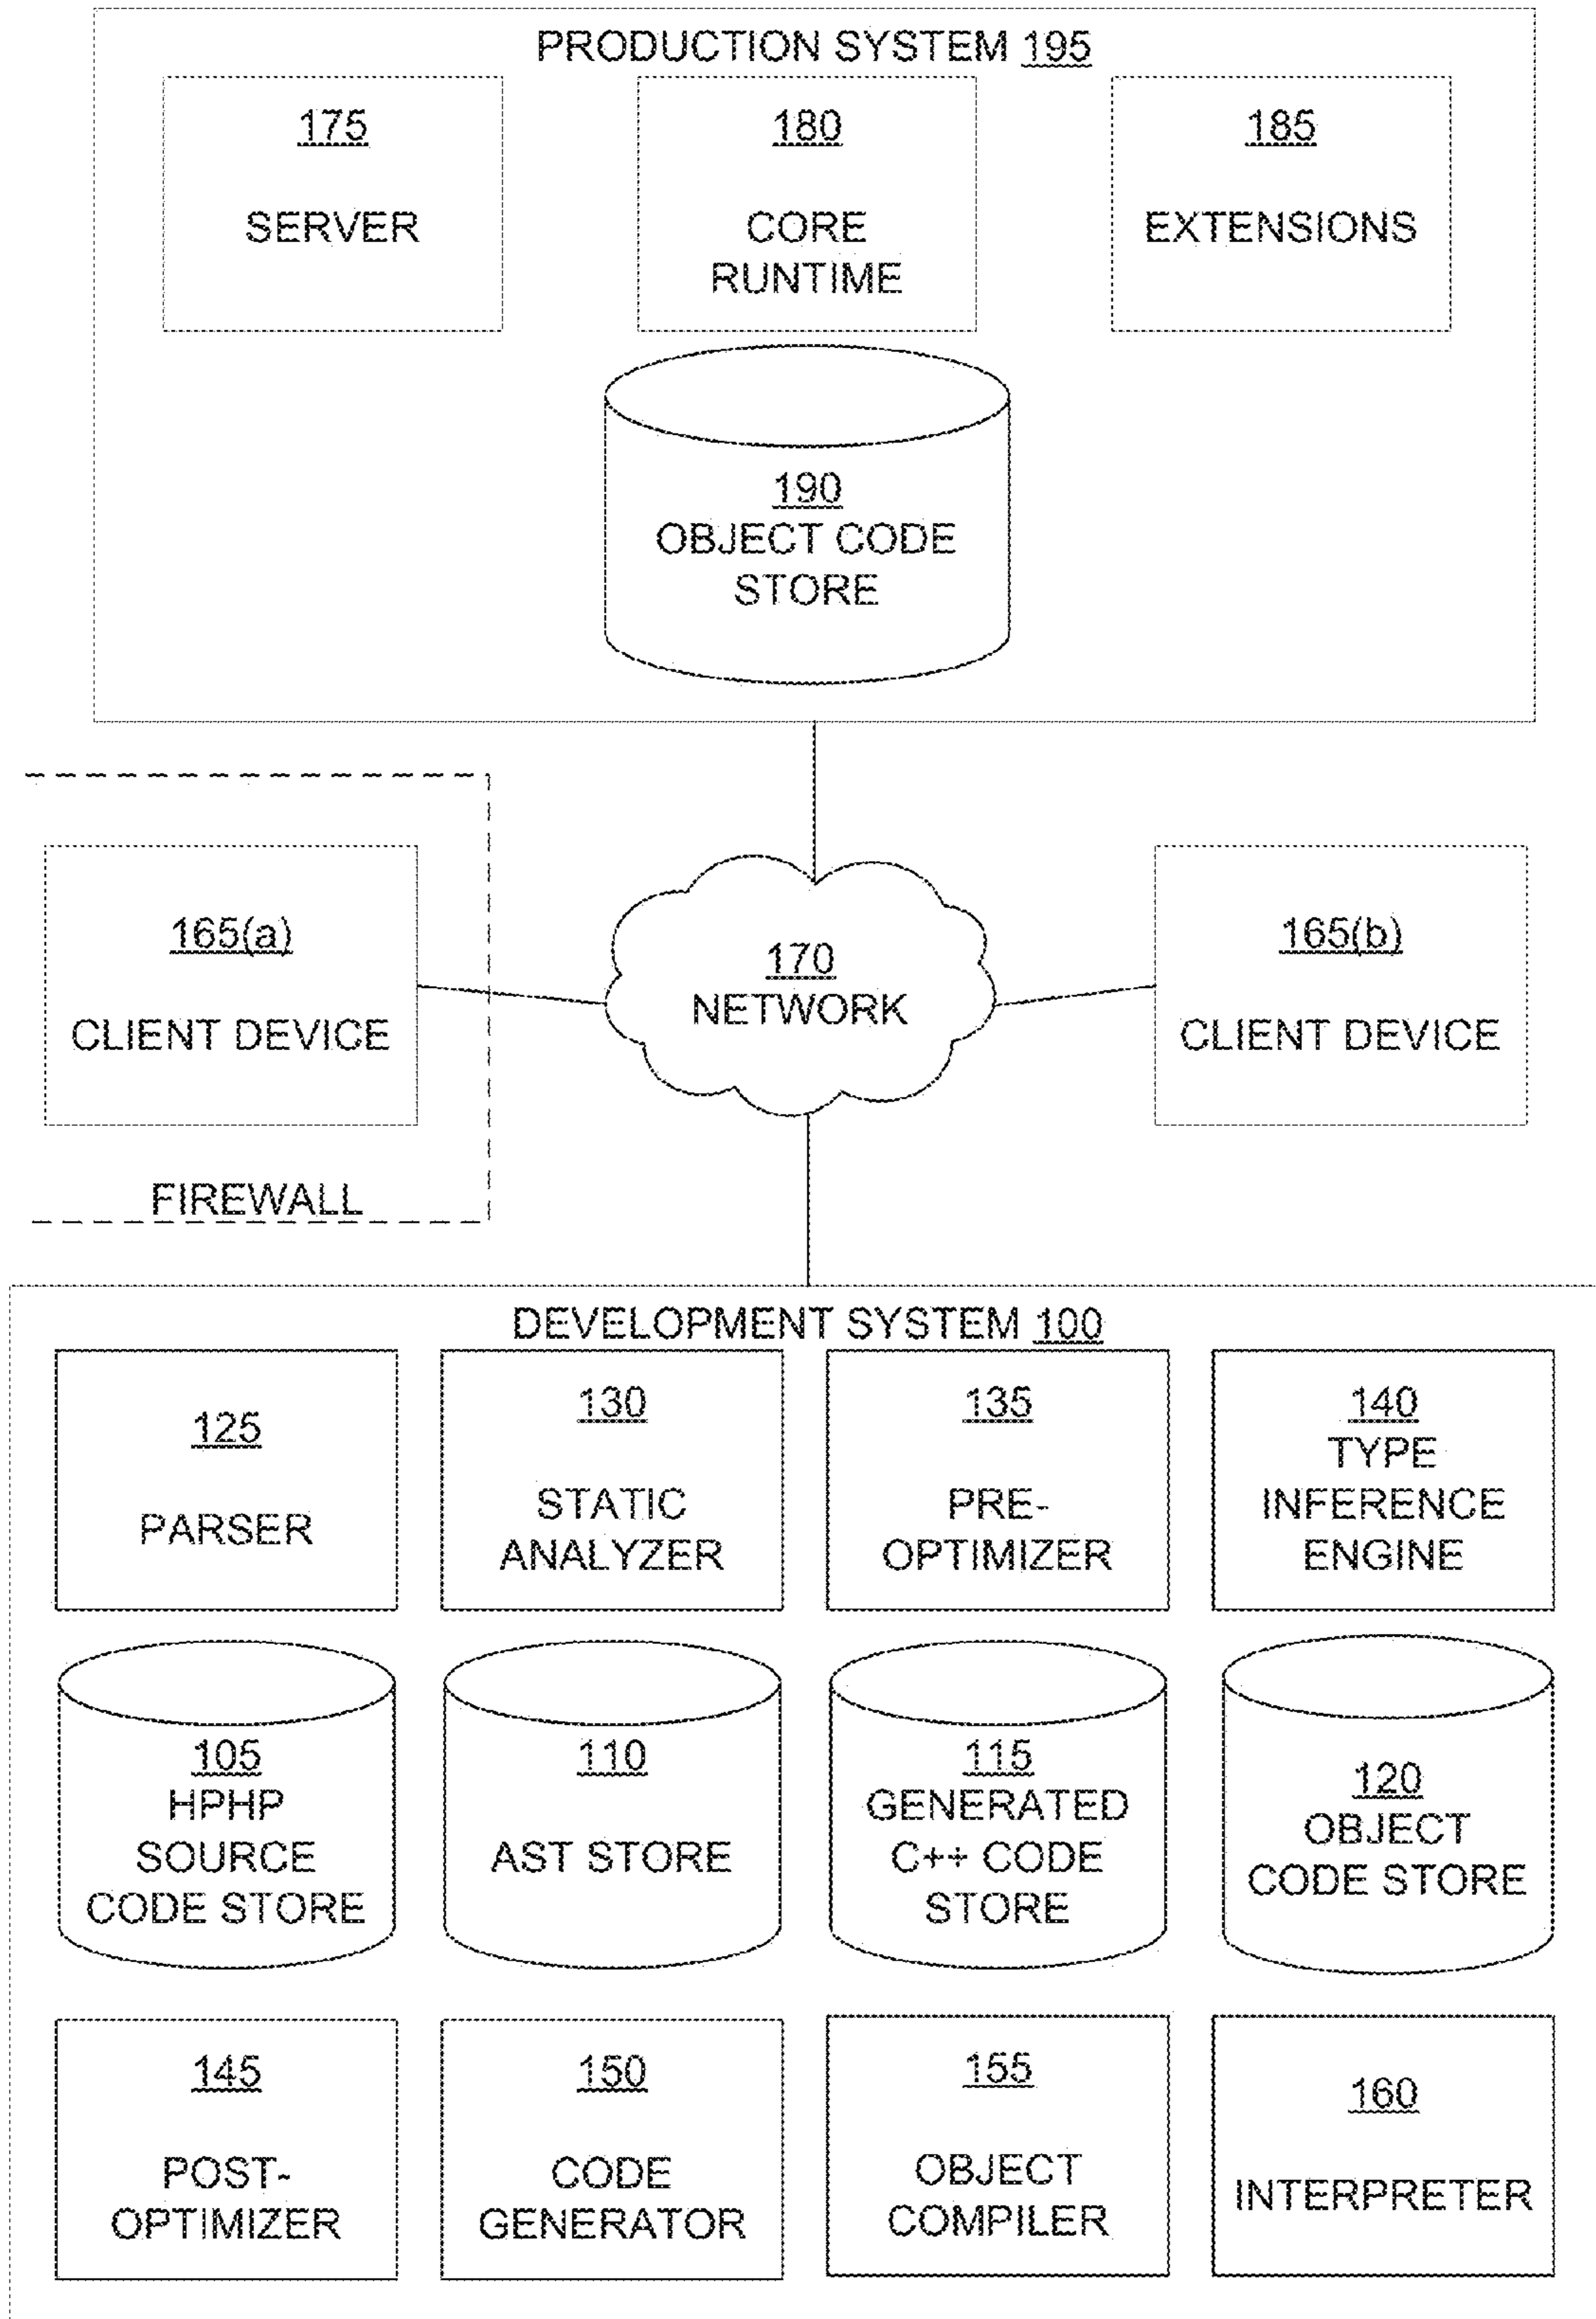 PRODUCTION SYSTEM 195
175
SERVER
180
CORE
RUNTIME
185
EXTENSIONS
190
OBJECT CODE
STORE
165(a)
CLIENT DEVICE
FIREWALL
170
NETWORK
165(b)
CLIENT DEVICE
DEVELOPMENT SYSTEM 100
125
PARSER
130
STATIC
ANALYZER
135
PRE-
OPTIMIZER
140
TYPE
INFERENCE
ENGINE
105
HPHP
SOURCE
CODE STORE
110
AST STORE
115
GENERATED
C++ CODE
STORE
120
OBJECT
CODE STORE
145
POST-
OPTIMIZER
150
CODE
GENERATOR
155
OBJECT
COMPILER
160
INTERPRETER